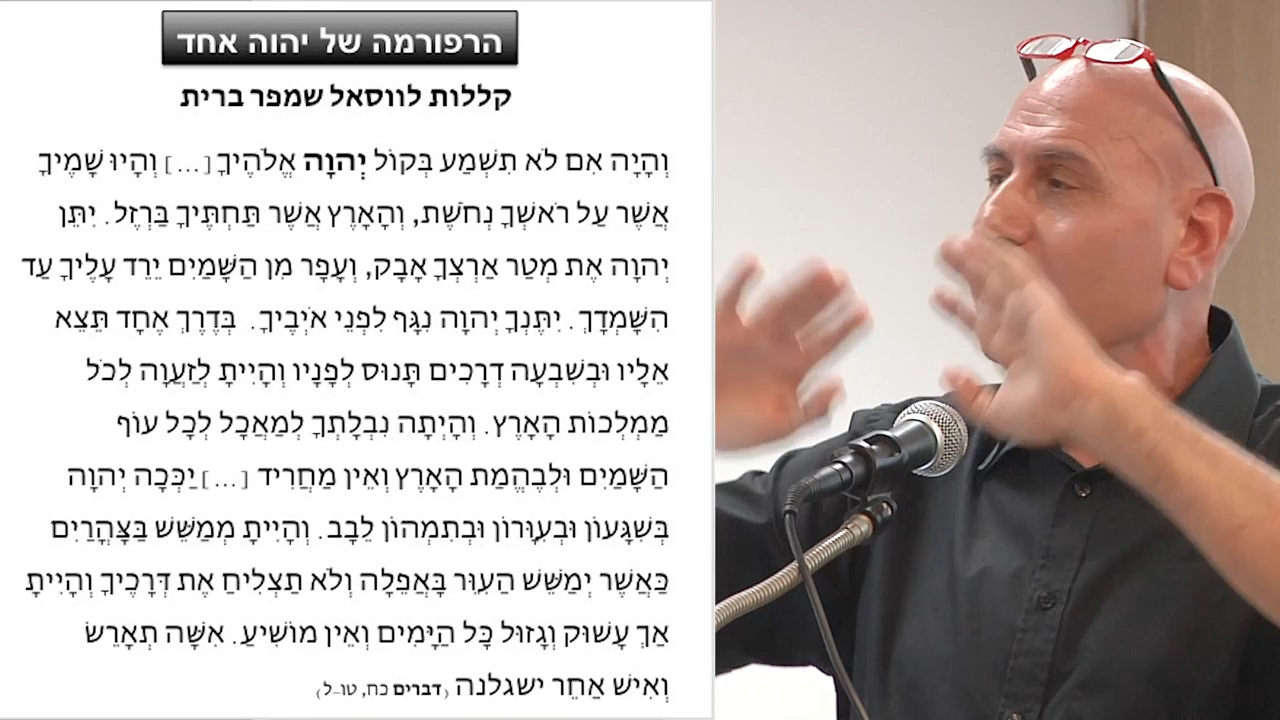 הרפורמה של יהוה אחד
קללות לווסאל שמפר ברית
וְהָיָה אִם לֹא תִשְׁמַע בְּקוֹל יְהוָה אֱלֹהֶיךָ [...] וְהָיוּ שָׁמֶיךָ
אֲשֶׁר עַל רֹאשְׁךָ נְחֹשֶׁת, וְהָאָרֶץ אֲשֶׁר תַּחְתֶּיךָ בַּרְזֶל. יִתֵּן
יְהוָה אֶת מְטַר אַרְצְךָ אָבָק, וְעָפָר מִן הַשָּׁמַיִם יֵרֵד עָלֶיךָ עַד
הִשָּׁמְדָךְ. יִתֶּנְךָ יְהוָה נִגָּף לִפְנֵי אֹיְבֶיךָ. בְּדֶרֶךְ אֶחָד תֵּצֵא
אֵלָיו וּבְשִׁבְעָה דְרָכִים תָּנוּס לְפָנָיו וְהָיִיתָ לְזַעֲוָה לְכֹל
מַמְלְכוֹת הָאָרֶץ. וְהָיְתָה נִבְלָתְךָ לְמַאֲכָל לְכָל עוֹף
הַשָּׁמַיִם וּלְבֶהֱמַת הָאָרֶץ וְאֵין מַחֲרִיד [...] יַכְּכָה יְהוָה
בְּשִׁגָּעוֹן וּבְעִוָּרוֹן וּבְתִמְהוֹן לֵבָב. וְהָיִיתָ מְמַשֵּׁשׁ בַּצָּהֳרַיִם
כַּאֲשֶׁר יְמַשֵּׁשׁ הַעִוֵּר בָּאֲפֵלָה וְלֹא תַצְלִיחַ אֶת דְּרָכֶיךָ וְהָיִיתָ
אַךְ עָשׁוּק וְגָזוּל כָּל הַיָּמִים וְאֵין מוֹשִׁיעַ. אִשָּׁה תְאָרֵשׂ
וְאִישׁ אַחֵר ישגלנה (דברים כח, טו–ל)